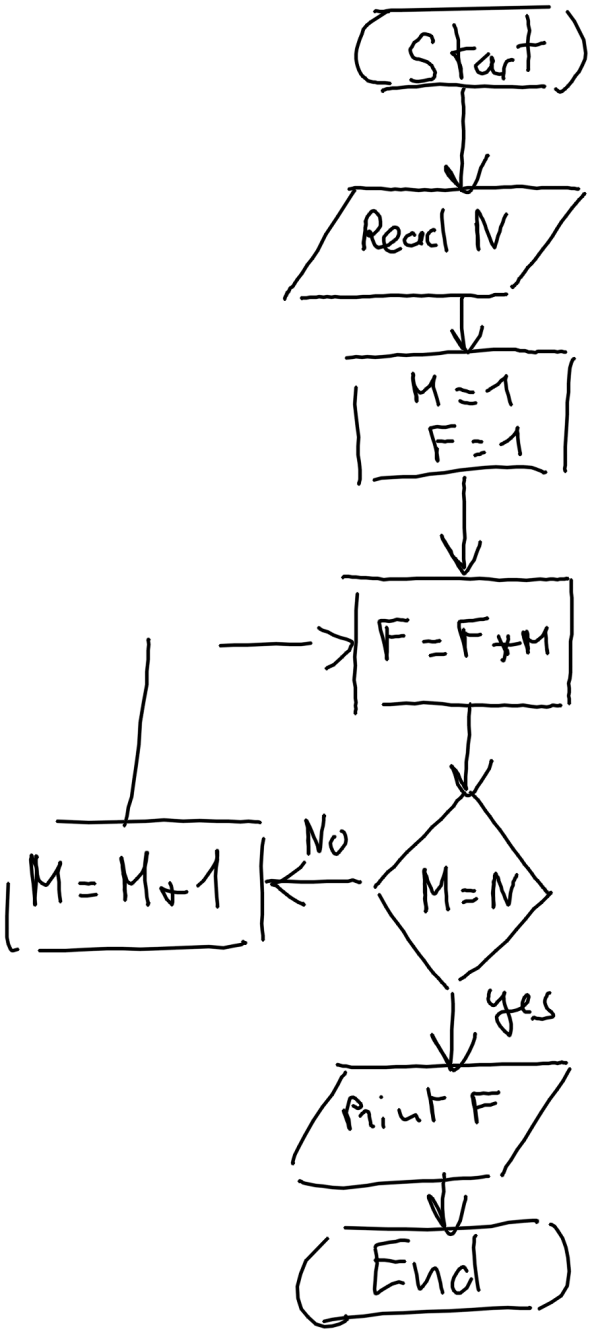 Start
Read N
M = 1
F = 1
F = F * M
M = N
No
M = M + 1
yes
Print F
End